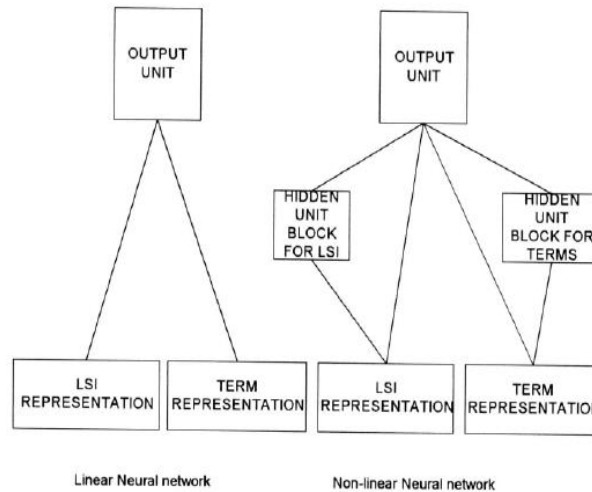 OUTPUT
UNIT
LSI
REPRESENTATION
TERM
REPRESENTATION
Linear Neural network
OUTPUT
UNIT
HIDDEN
UNIT
BLOCK
FOR LSI
HIDDEN
UNIT
BLOCK FOR
TERMS
LSI
REPRESENTATION
TERM
REPRESENTATION
Non-linear Neural network